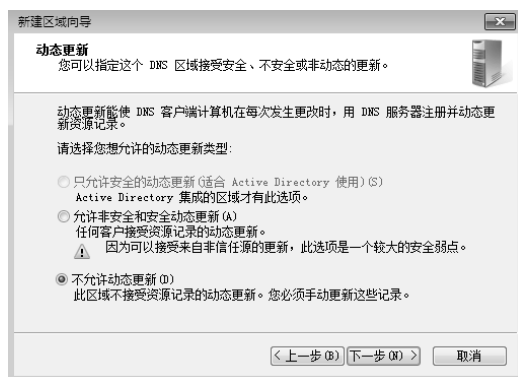 新建区域向导
动态更新
您可以指定这个 DNS 区域接受安全、不安全或非动态的更新。
动态更新能使 DNS 客户端计算机在每次发生更改时，用 DNS 服务器注册并动态更
新资源记录。
请选择您想允许的动态更新类型:
只允许安全的动态更新(适合 Active Directory 使用)(S)
Active Directory 集成的区域才有此选项。
允许非安全和安全动态更新(A)
任何客户接受资源记录的动态更新。
因为可以接受来自非信任源的更新，此选项是一个较大的安全弱点。
不允许动态更新(D)
此区域不接受资源记录的动态更新。您必须手动更新这些记录。
<上一步(B) 下一步(N)> 取消